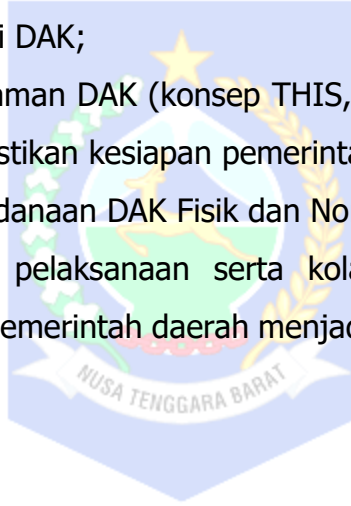 i DAK;
aman DAK (konsep THIS,
stikan kesiapan pemerinta
danaan DAK Fisik dan No
pelaksanaan serta kola
emerintah daerah menjad
NUSA TENGGARA BARAT